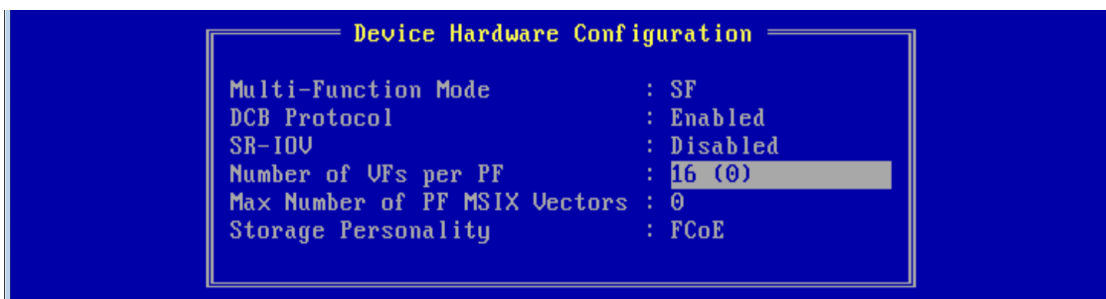 Device Hardware Configuration
Multi-Function Mode : SF
DCB Protocol : Enabled
SR-IOV : Disabled
Number of VFs per PF : 16 (0)
Max Number of PF MSIX Vectors : 0
Storage Personality : FCoE